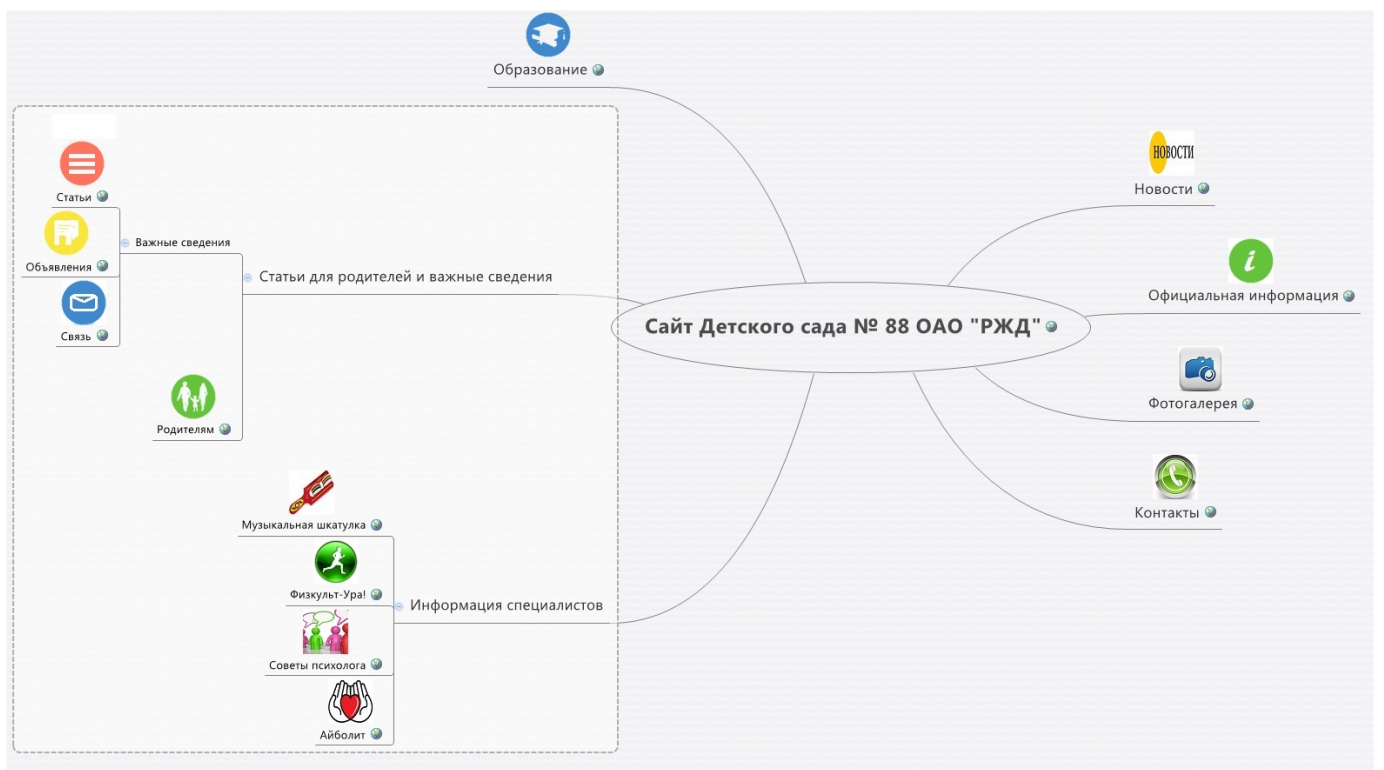 Образование
НОВОСТИ
Новости
Официальная информация
Фотогалерея
Контакты
Сайт Детского сада № 88 ОАО "РЖД"
Статьи для родителей и важные сведения
Важные сведения
Статьи
Объявления
Связь
Родителям
Информация специалистов
Музыкальная шкатулка
Физкульт-Ура!
Советы психолога
Айболит